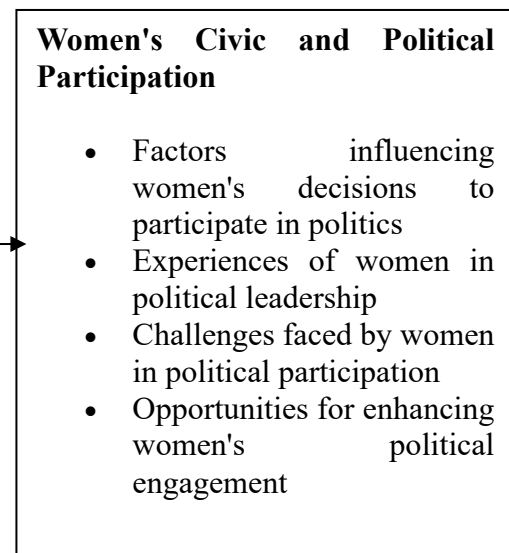 Women's Civic and Political
Participation
• Factors influencing
women's decisions to
participate in politics
• Experiences of women in
political leadership
• Challenges faced by women
in political participation
• Opportunities for enhancing
women's political
engagement